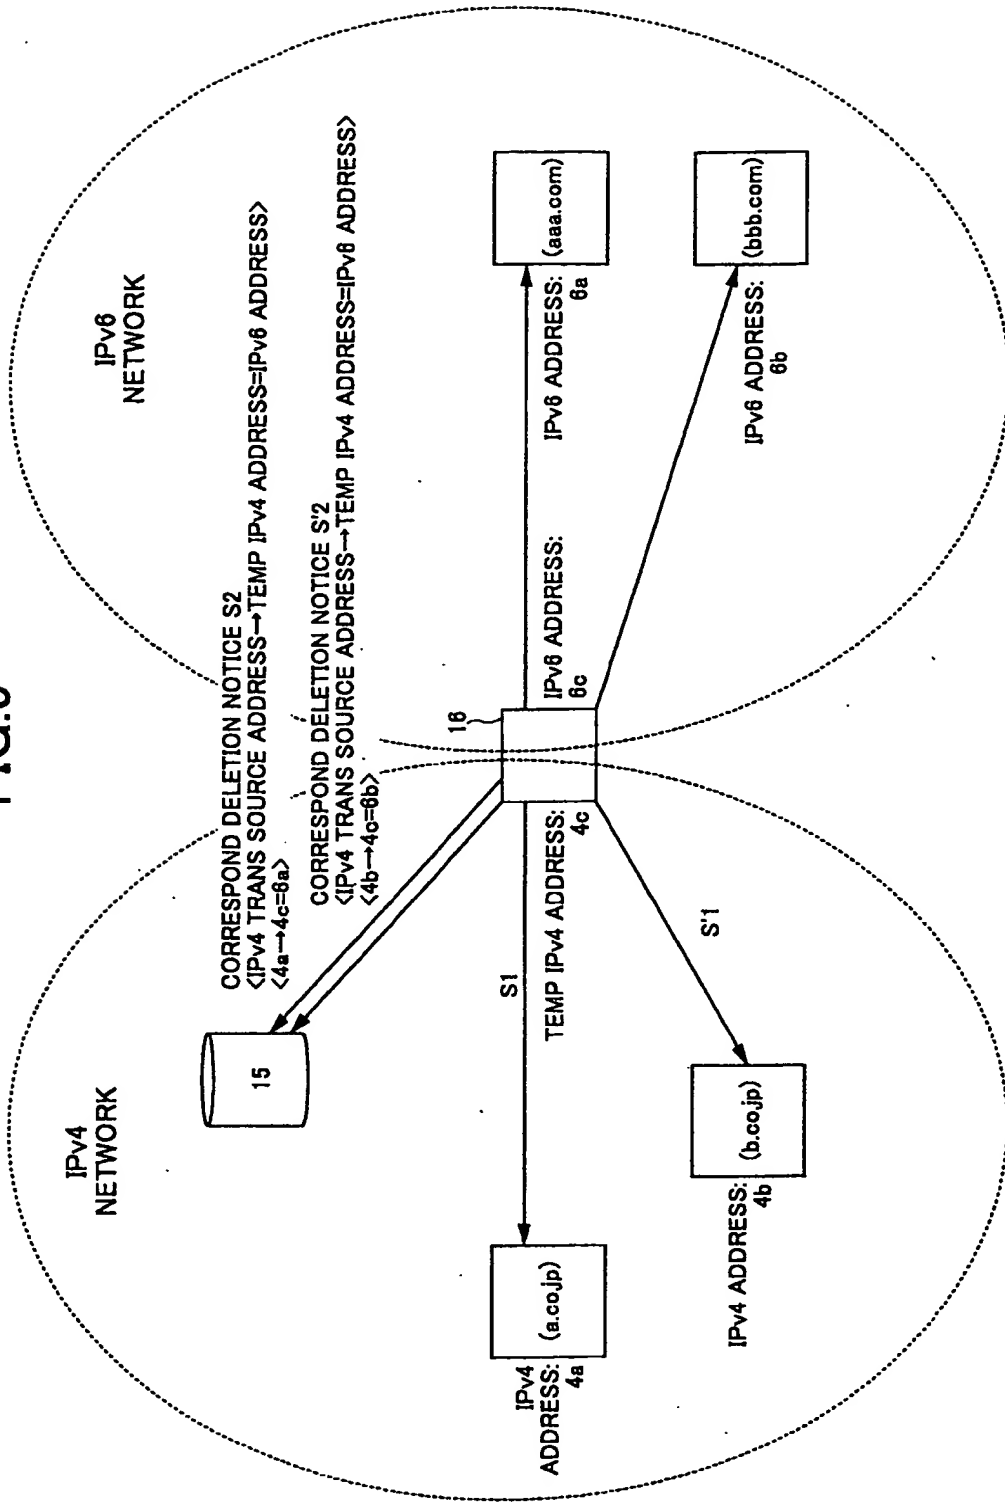 IPv4
NETWORK
IPv6
NETWORK
CORRESPOND DELETION NOTICE S2
<IPv4 TRANS SOURCE ADDRESS→TEMP IPv4 ADDRESS=IPv6 ADDRESS>
<4a→4c=6a>
CORRESPOND DELETION NOTICE S'2
<IPv4 TRANS SOURCE ADDRESS→TEMP IPv4 ADDRESS=IPv6 ADDRESS>
<4b→4c=6b>
15
16
S1
TEMP IPv4 ADDRESS:
4c
IPv6 ADDRESS:
6c
IPv6 ADDRESS:
6a
(aaa.com)
(a.co.jp)
IPv4
ADDRESS:
4a
S'1
(b.co.jp)
IPv4 ADDRESS:
4b
IPv6 ADDRESS:
6b
(bbb.com)